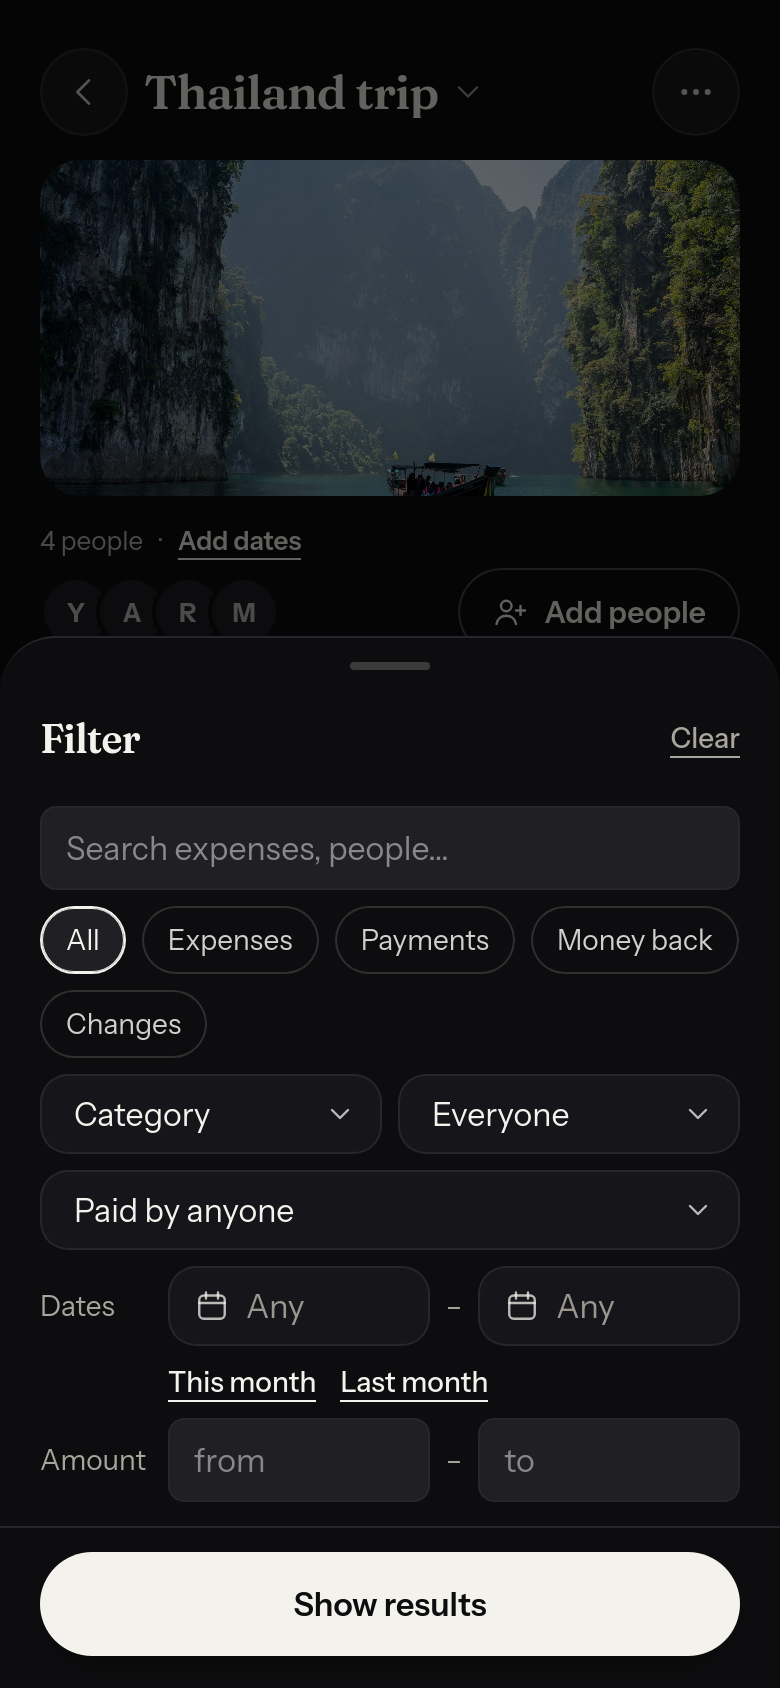 Thailand trip
4 people · Add dates
Y A R M
Add people
Filter
Clear
Search expenses, people...
All Expenses Payments Money back
Changes
Category Everyone
Paid by anyone
Dates Any – Any
This month Last month
Amount from – to
Show results